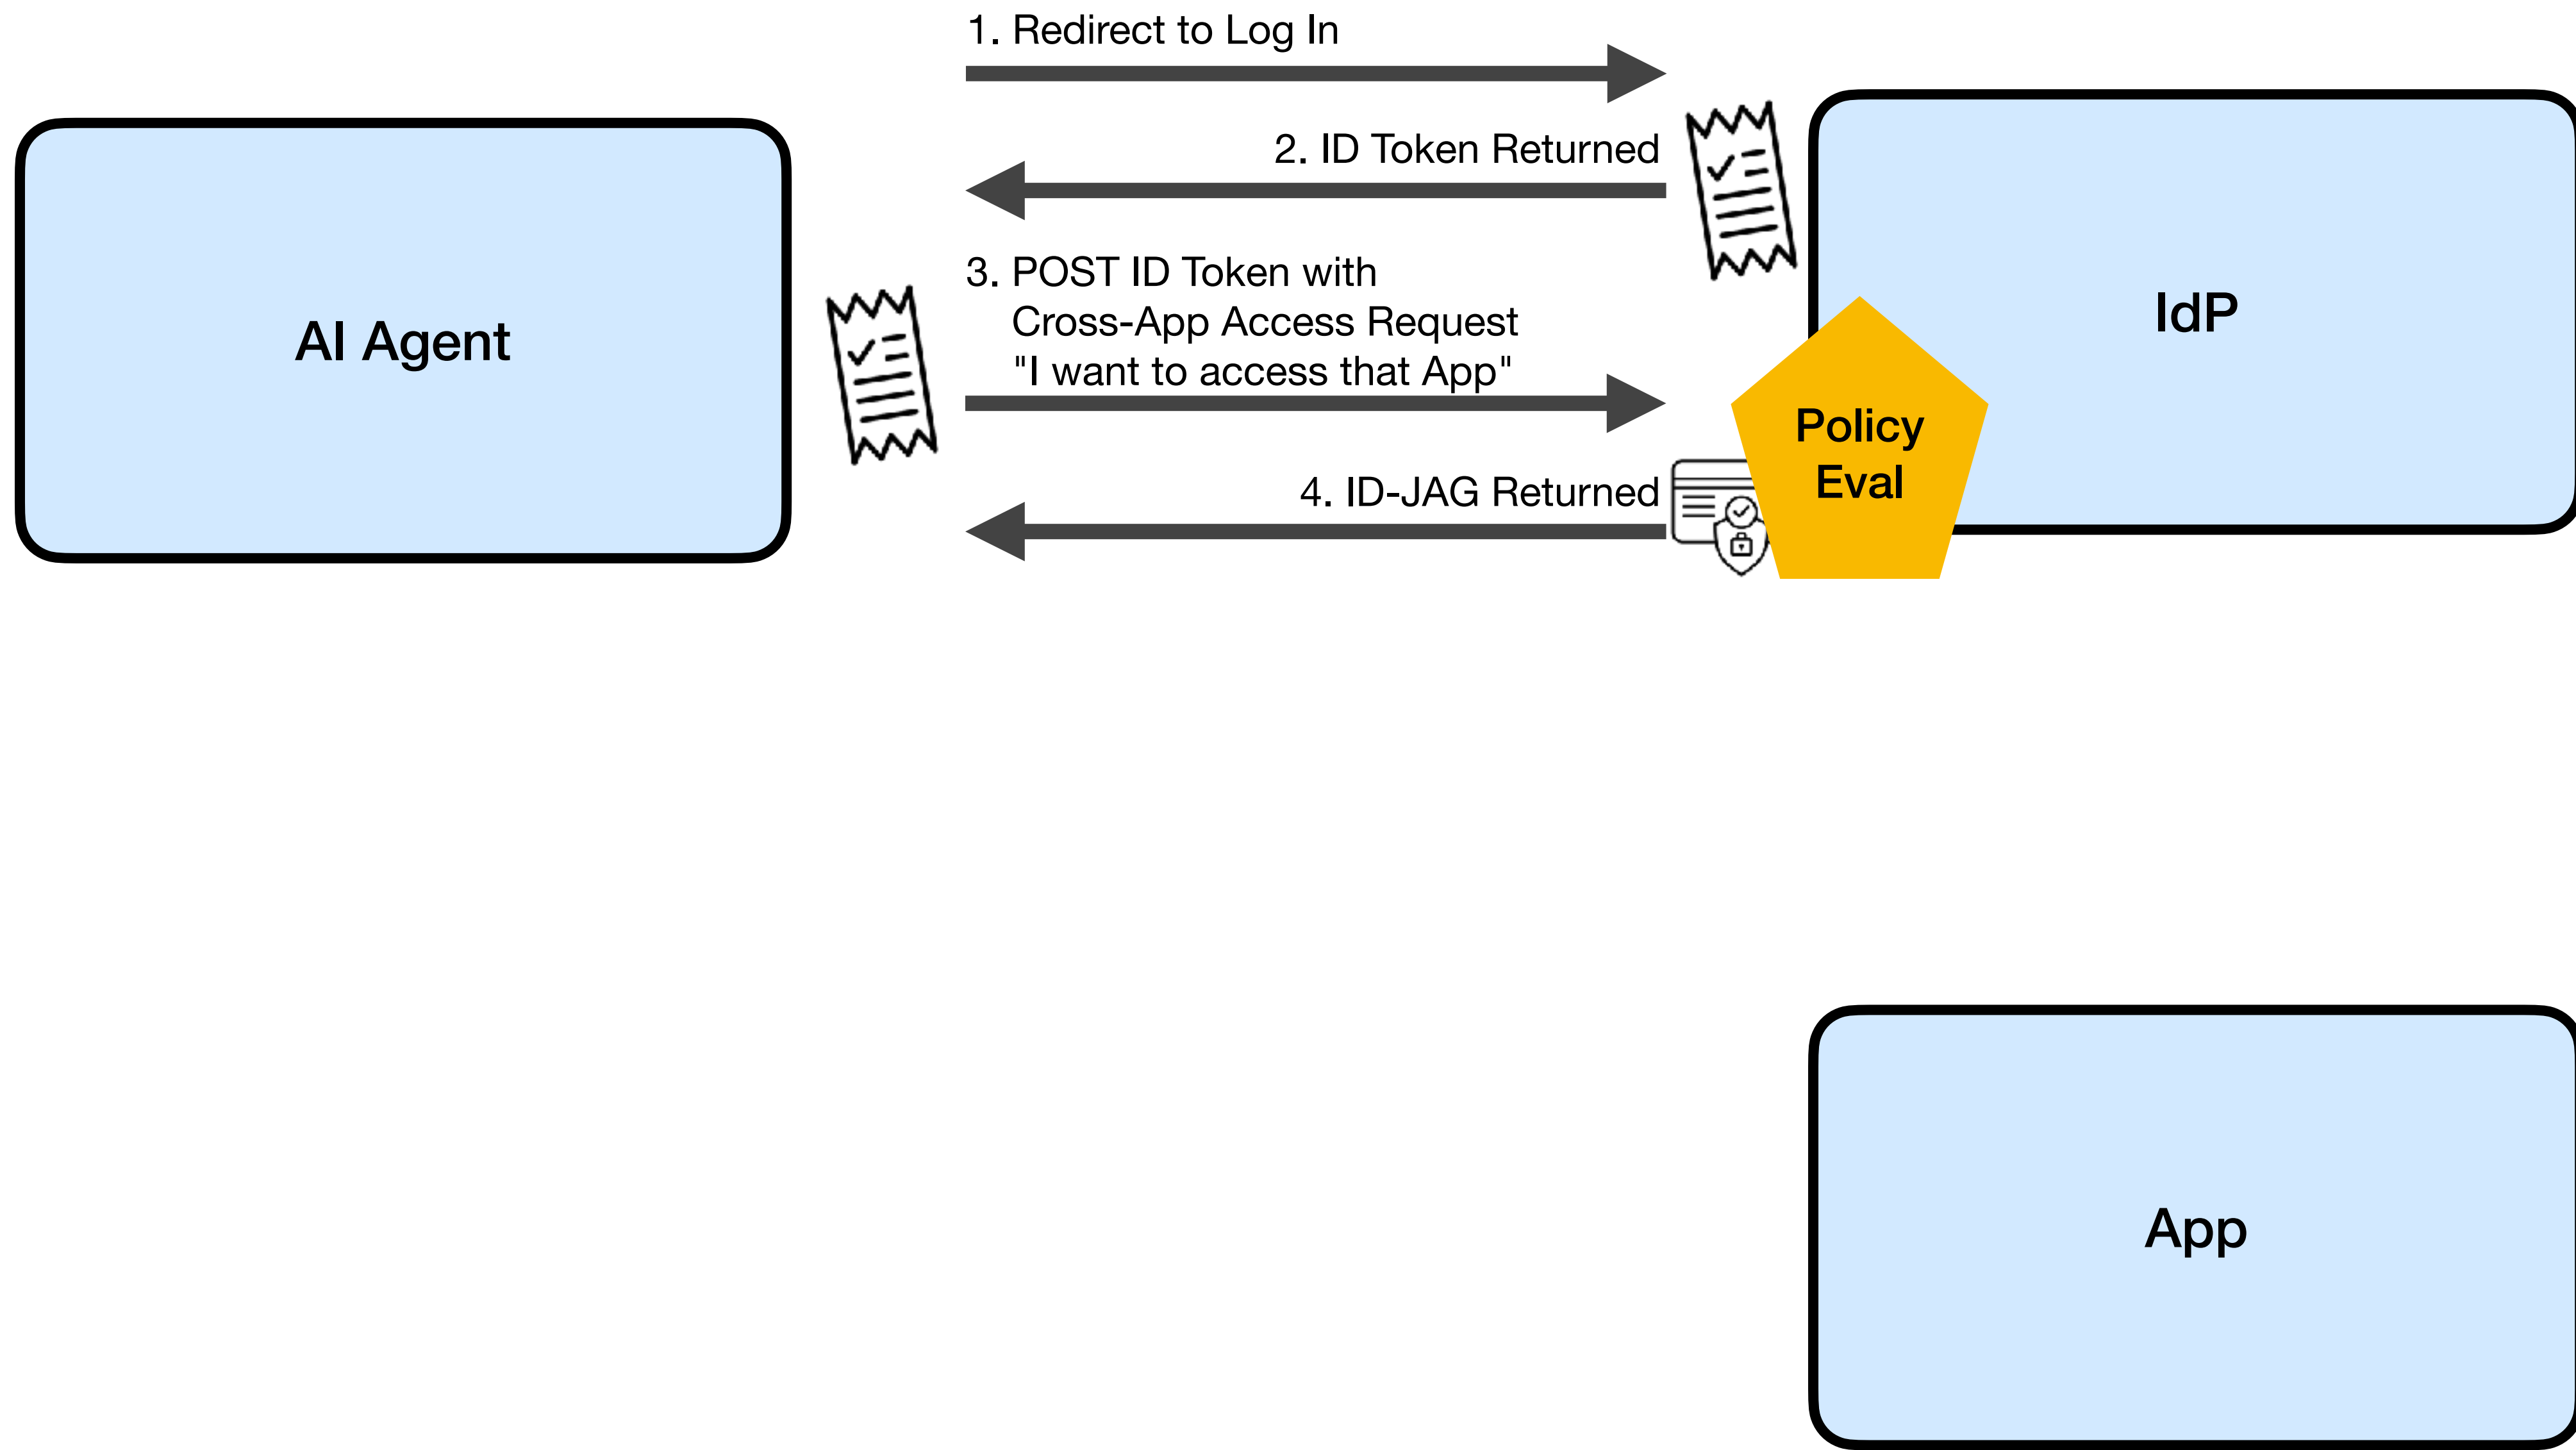 1. Redirect to Log In
2. ID Token Returned
3. POST ID Token with
Cross-App Access Request
"I want to access that App"
4. ID-JAG Returned
AI Agent
IdP
Policy
Eval
App